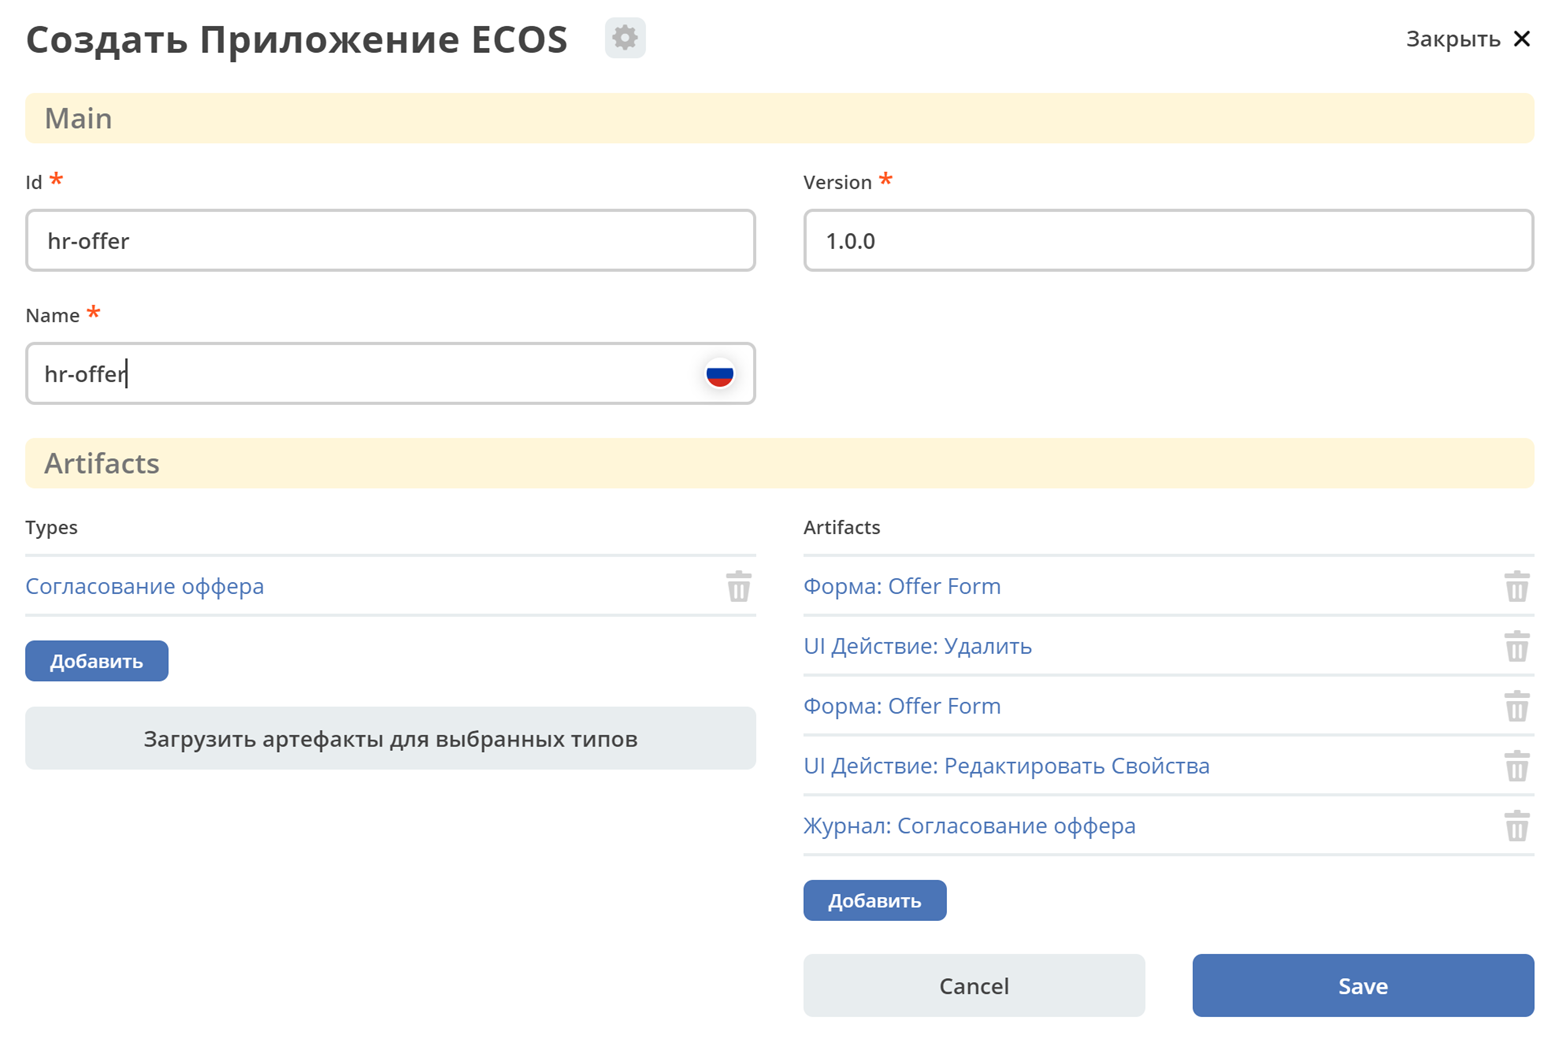 Создать Приложение ECOS
Закрыть
Main
Id *
Version *
hr-offer
1.0.0
Name *
hr-offer
Artifacts
Types
Artifacts
Согласование оффера
Форма: Offer Form
UI Действие: Удалить
Форма: Offer Form
UI Действие: Редактировать Свойства
Журнал: Согласование оффера
Добавить
Загрузить артефакты для выбранных типов
Добавить
Cancel
Save